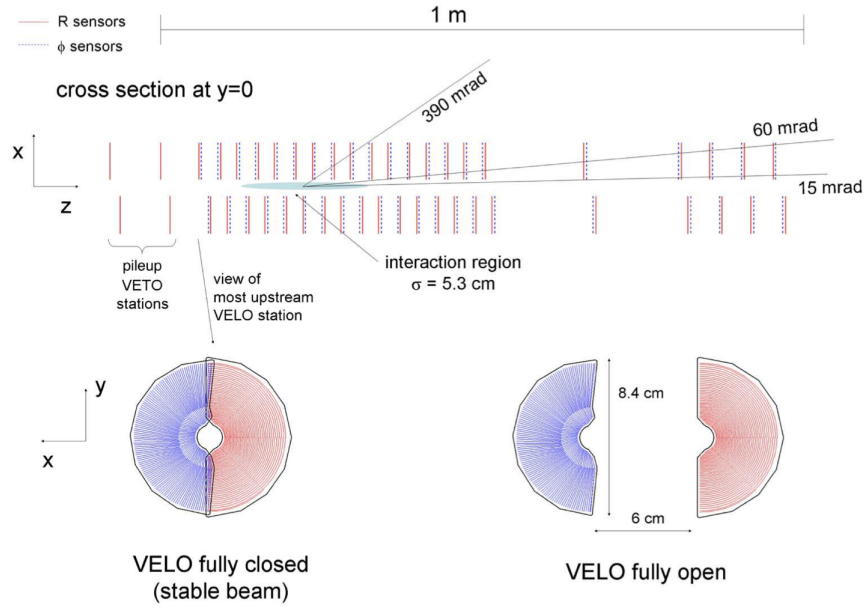 R sensors
ϕ sensors
1 m
cross section at y=0
390 mrad
60 mrad
15 mrad
x
z
pileup
VETO
stations
view of
most upstream
VELO station
interaction region
σ = 5.3 cm
y
x
8.4 cm
6 cm
VELO fully closed
(stable beam)
VELO fully open